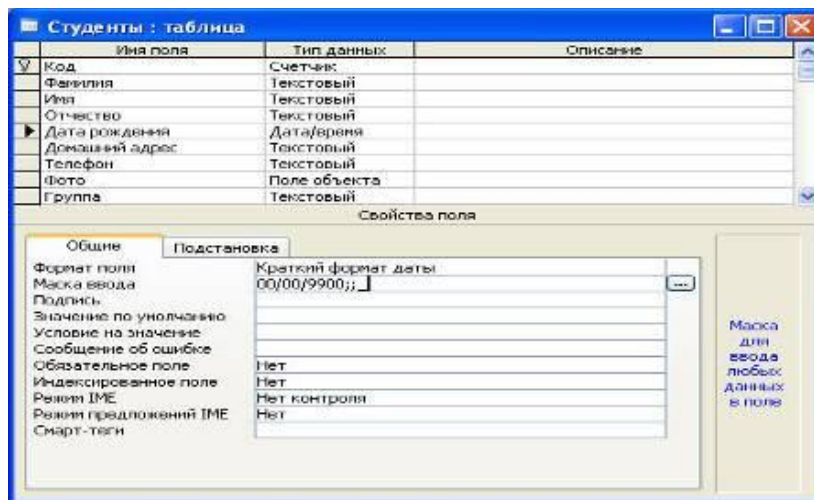 Студенты : таблица
Имя поля Тип данных Описание
Код Счетчик
Фамилия Текстовый
Имя Текстовый
Отчество Текстовый
Дата рождения Дата/время
Домашний адрес Текстовый
Телефон Текстовый
Фото Поле объекта
Группа Текстовый
Свойства поля
Общие Подстановка
Формат поля Краткий формат даты
Маска ввода 00/00/9900;;_ ...
Подпись
Значение по умолчанию
Условие на значение
Сообщение об ошибке
Обязательное поле Нет
Индексированное поле Нет
Режим IME Нет контроля
Режим предложений IME Нет
Смарт-теги
Маска
для
ввода
любых
данных
в поле